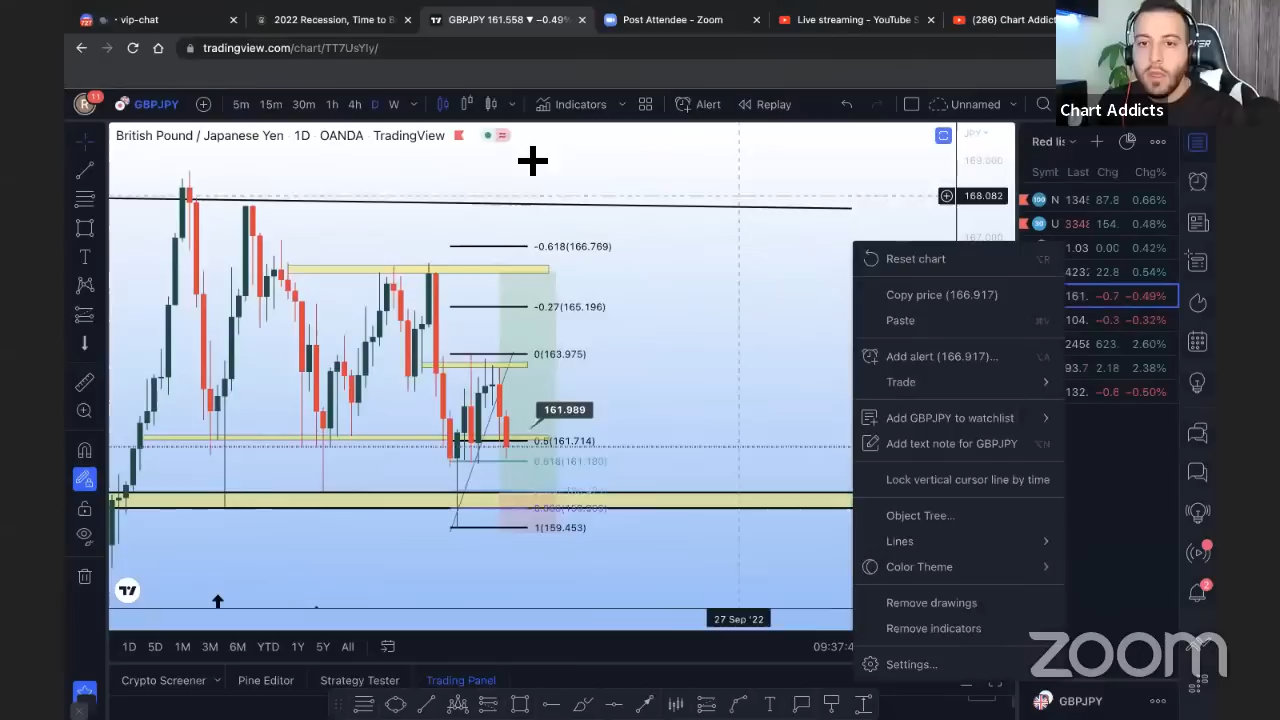 vip-chat
2022 Recession, Time to B
GBPJPY 161.558 ▼ −0.49%
Post Attendee - Zoom
Live streaming - YouTube S
(286) Chart Addict
tradingview.com/chart/TT7UsYIy/
Chart Addicts
R 11 GBPJPY 5m 15m 30m 1h 4h D W Indicators Alert Replay Unnamed
British Pound / Japanese Yen · 1D · OANDA · TradingView
JPY
169.000
168.082
167.000
-0.618(166.769)
-0.27(165.196)
0(163.975)
161.989
0.5(161.714)
0.618(161.180)
1(159.453)
27 Sep '22
Reset chart
Copy price (166.917)
Paste ⌘V
Add alert (166.917)...
Trade
Add GBPJPY to watchlist
Add text note for GBPJPY
Lock vertical cursor line by time
Object Tree...
Lines
Color Theme
Remove drawings
Remove indicators
Settings...
Red lis
Symb Last Chg Chg%
N 1345 87.8 0.66%
U 3348 154. 0.48%
1.03 0.00 0.42%
4232 22.8 0.54%
161. −0.7 −0.49%
104. −0.3 −0.32%
2458 623. 2.60%
93.7 2.18 2.38%
132. −0.6 −0.50%
2
1D 5D 1M 3M 6M YTD 1Y 5Y All
09:37:4
Crypto Screener Pine Editor Strategy Tester Trading Panel
GBPJPY
zoom